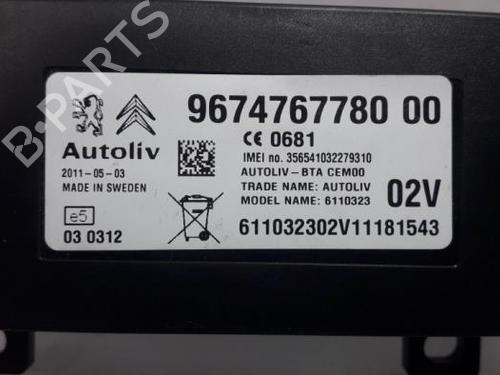 9674767780 00
Autoliv
CE 0681
IMEI no. 356541032279310
2011-05-03
MADE IN SWEDEN
AUTOLIV-BTA CEM00
TRADE NAME: AUTOLIV
MODEL NAME: 6110323
02V
e5
03 0312
611032302V11181543
B-PARTS